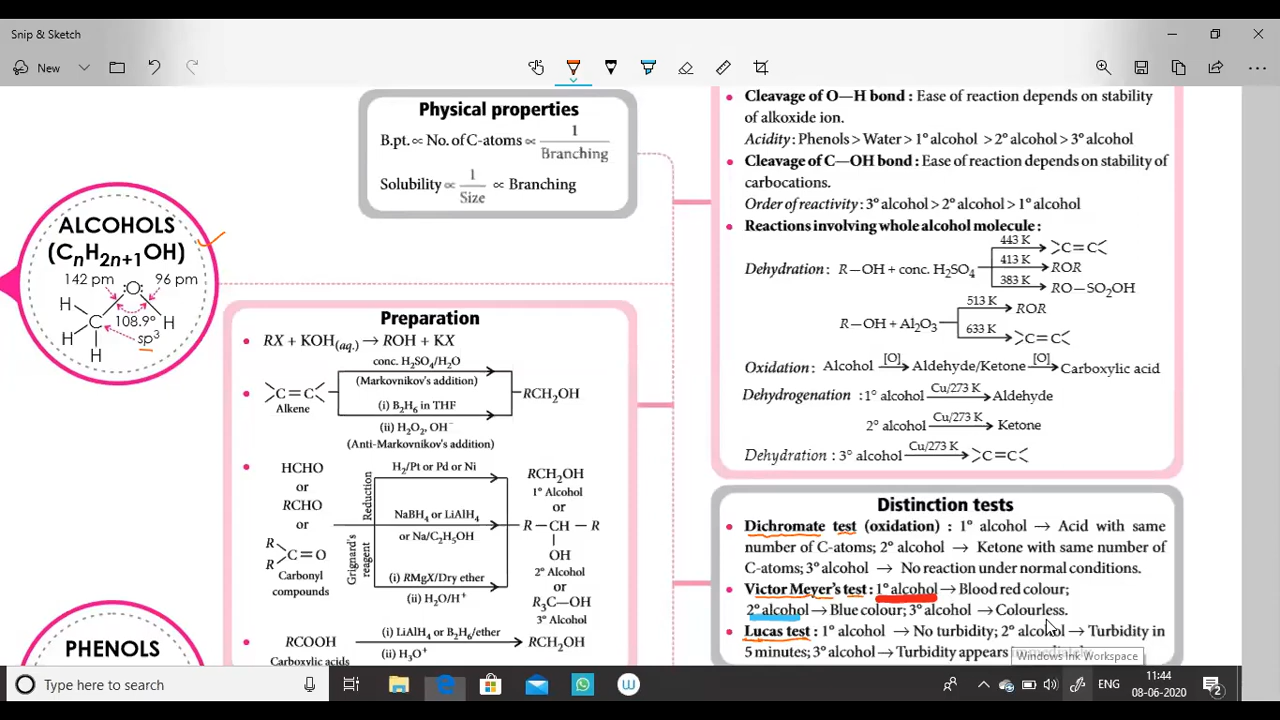 Snip & Sketch
New
Physical properties
B.pt. ∝ No. of C-atoms ∝ 1/Branching
Solubility ∝ 1/Size ∝ Branching
ALCOHOLS
(CnH2n+1OH)
142 pm :O: 96 pm
H
C 108.9° H
H sp³
H
Preparation
• RX + KOH(aq.) → ROH + KX
conc. H₂SO₄/H₂O
(Markovnikov's addition)
• >C=C< RCH₂OH
Alkene
(i) B₂H₆ in THF
(ii) H₂O₂, OH⁻
(Anti-Markovnikov's addition)
• HCHO
or
RCHO
or
R
R >C=O
Carbonyl
compounds
Reduction
Grignard's
reagent
H₂/Pt or Pd or Ni
NaBH₄ or LiAlH₄
or Na/C₂H₅OH
(i) RMgX/Dry ether
(ii) H₂O/H⁺
RCH₂OH
1° Alcohol
or
R—CH—R
OH
2° Alcohol
or
R₃C—OH
3° Alcohol
• RCOOH (i) LiAlH₄ or B₂H₆/ether RCH₂OH
Carboxylic acids (ii) H₃O⁺
PHENOLS
• Cleavage of O—H bond : Ease of reaction depends on stability
of alkoxide ion.
Acidity : Phenols > Water > 1° alcohol > 2° alcohol > 3° alcohol
• Cleavage of C—OH bond : Ease of reaction depends on stability of
carbocations.
Order of reactivity : 3° alcohol > 2° alcohol > 1° alcohol
• Reactions involving whole alcohol molecule :
443 K >C=C<
Dehydration : R—OH + conc. H₂SO₄ 413 K ROR
383 K RO—SO₂OH
513 K ROR
R—OH + Al₂O₃
633 K >C=C<
Oxidation : Alcohol [O]→ Aldehyde/Ketone [O]→ Carboxylic acid
Dehydrogenation : 1° alcohol Cu/273 K→ Aldehyde
2° alcohol Cu/273 K→ Ketone
Dehydration : 3° alcohol Cu/273 K→ >C=C<
Distinction tests
• Dichromate test (oxidation) : 1° alcohol → Acid with same
number of C-atoms; 2° alcohol → Ketone with same number of
C-atoms; 3° alcohol → No reaction under normal conditions.
• Victor Meyer's test : 1° alcohol → Blood red colour;
2° alcohol → Blue colour; 3° alcohol → Colourless.
• Lucas test : 1° alcohol → No turbidity; 2° alcohol → Turbidity in
5 minutes; 3° alcohol → Turbidity appears
Windows Ink Workspace
Type here to search
ENG
11:44
08-06-2020
2